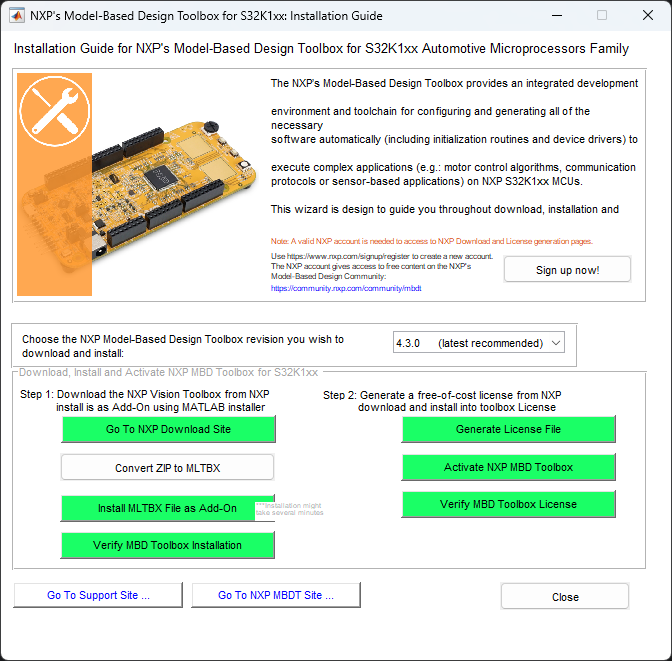 NXP's Model-Based Design Toolbox for S32K1xx: Installation Guide
Installation Guide for NXP's Model-Based Design Toolbox for S32K1xx Automotive Microprocessors Family
The NXP's Model-Based Design Toolbox provides an integrated development
environment and toolchain for configuring and generating all of the
necessary
software automatically (including initialization routines and device drivers) to
execute complex applications (e.g.: motor control algorithms, communication
protocols or sensor-based applications) on NXP S32K1xx MCUs.
This wizard is design to guide you throughout download, installation and
Note: A valid NXP account is needed to access to NXP Download and License generation pages.
Use https://www.nxp.com/signup/register to create a new account.
The NXP account gives access to free content on the NXP's
Model-Based Design Community:
https://community.nxp.com/community/mbdt
Sign up now!
Choose the NXP Model-Based Design Toolbox revision you wish to
download and install:
4.3.0 (latest recommended)
Download, Install and Activate NXP MBD Toolbox for S32K1xx
Step 1: Download the NXP Vision Toolbox from NXP
install is as Add-On using MATLAB installer
Go To NXP Download Site
Convert ZIP to MLTBX
Install MLTBX File as Add-On
***Installation might
take several minutes
Verify MBD Toolbox Installation
Step 2: Generate a free-of-cost license from NXP
download and install into toolbox License
Generate License File
Activate NXP MBD Toolbox
Verify MBD Toolbox License
Go To Support Site ...
Go To NXP MBDT Site ...
Close